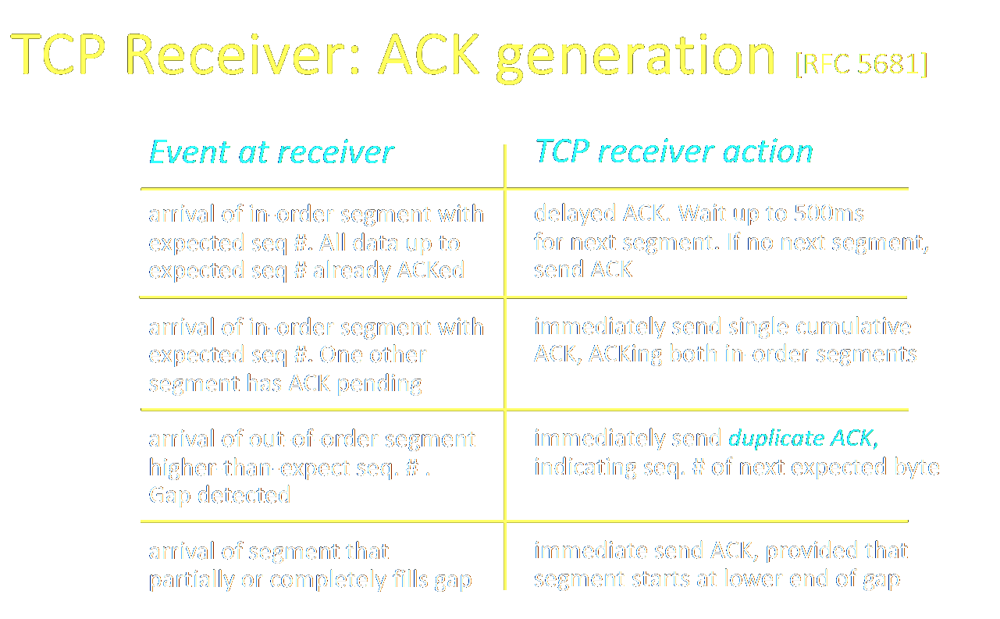 TCP Receiver: ACK generation [RFC 5681]
Event at receiver
TCP receiver action
arrival of in-order segment with
expected seq #. All data up to
expected seq # already ACKed
delayed ACK. Wait up to 500ms
for next segment. If no next segment,
send ACK
arrival of in-order segment with
expected seq #. One other
segment has ACK pending
immediately send single cumulative
ACK, ACKing both in-order segments
arrival of out-of-order segment
higher-than-expect seq. # .
Gap detected
immediately send duplicate ACK,
indicating seq. # of next expected byte
arrival of segment that
partially or completely fills gap
immediate send ACK, provided that
segment starts at lower end of gap